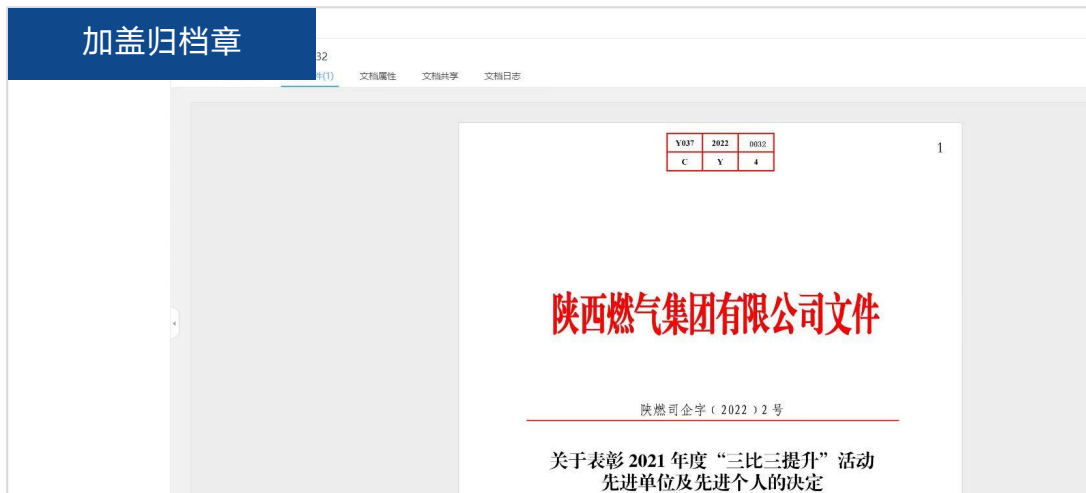 加盖归档章
32
件(1) 文档属性 文档共享 文档日志
Y037 2022 0032
C Y 4
1
陕西燃气集团有限公司文件
陕燃司企字﹝2022﹞2号
关于表彰 2021 年度“三比三提升”活动
先进单位及先进个人的决定